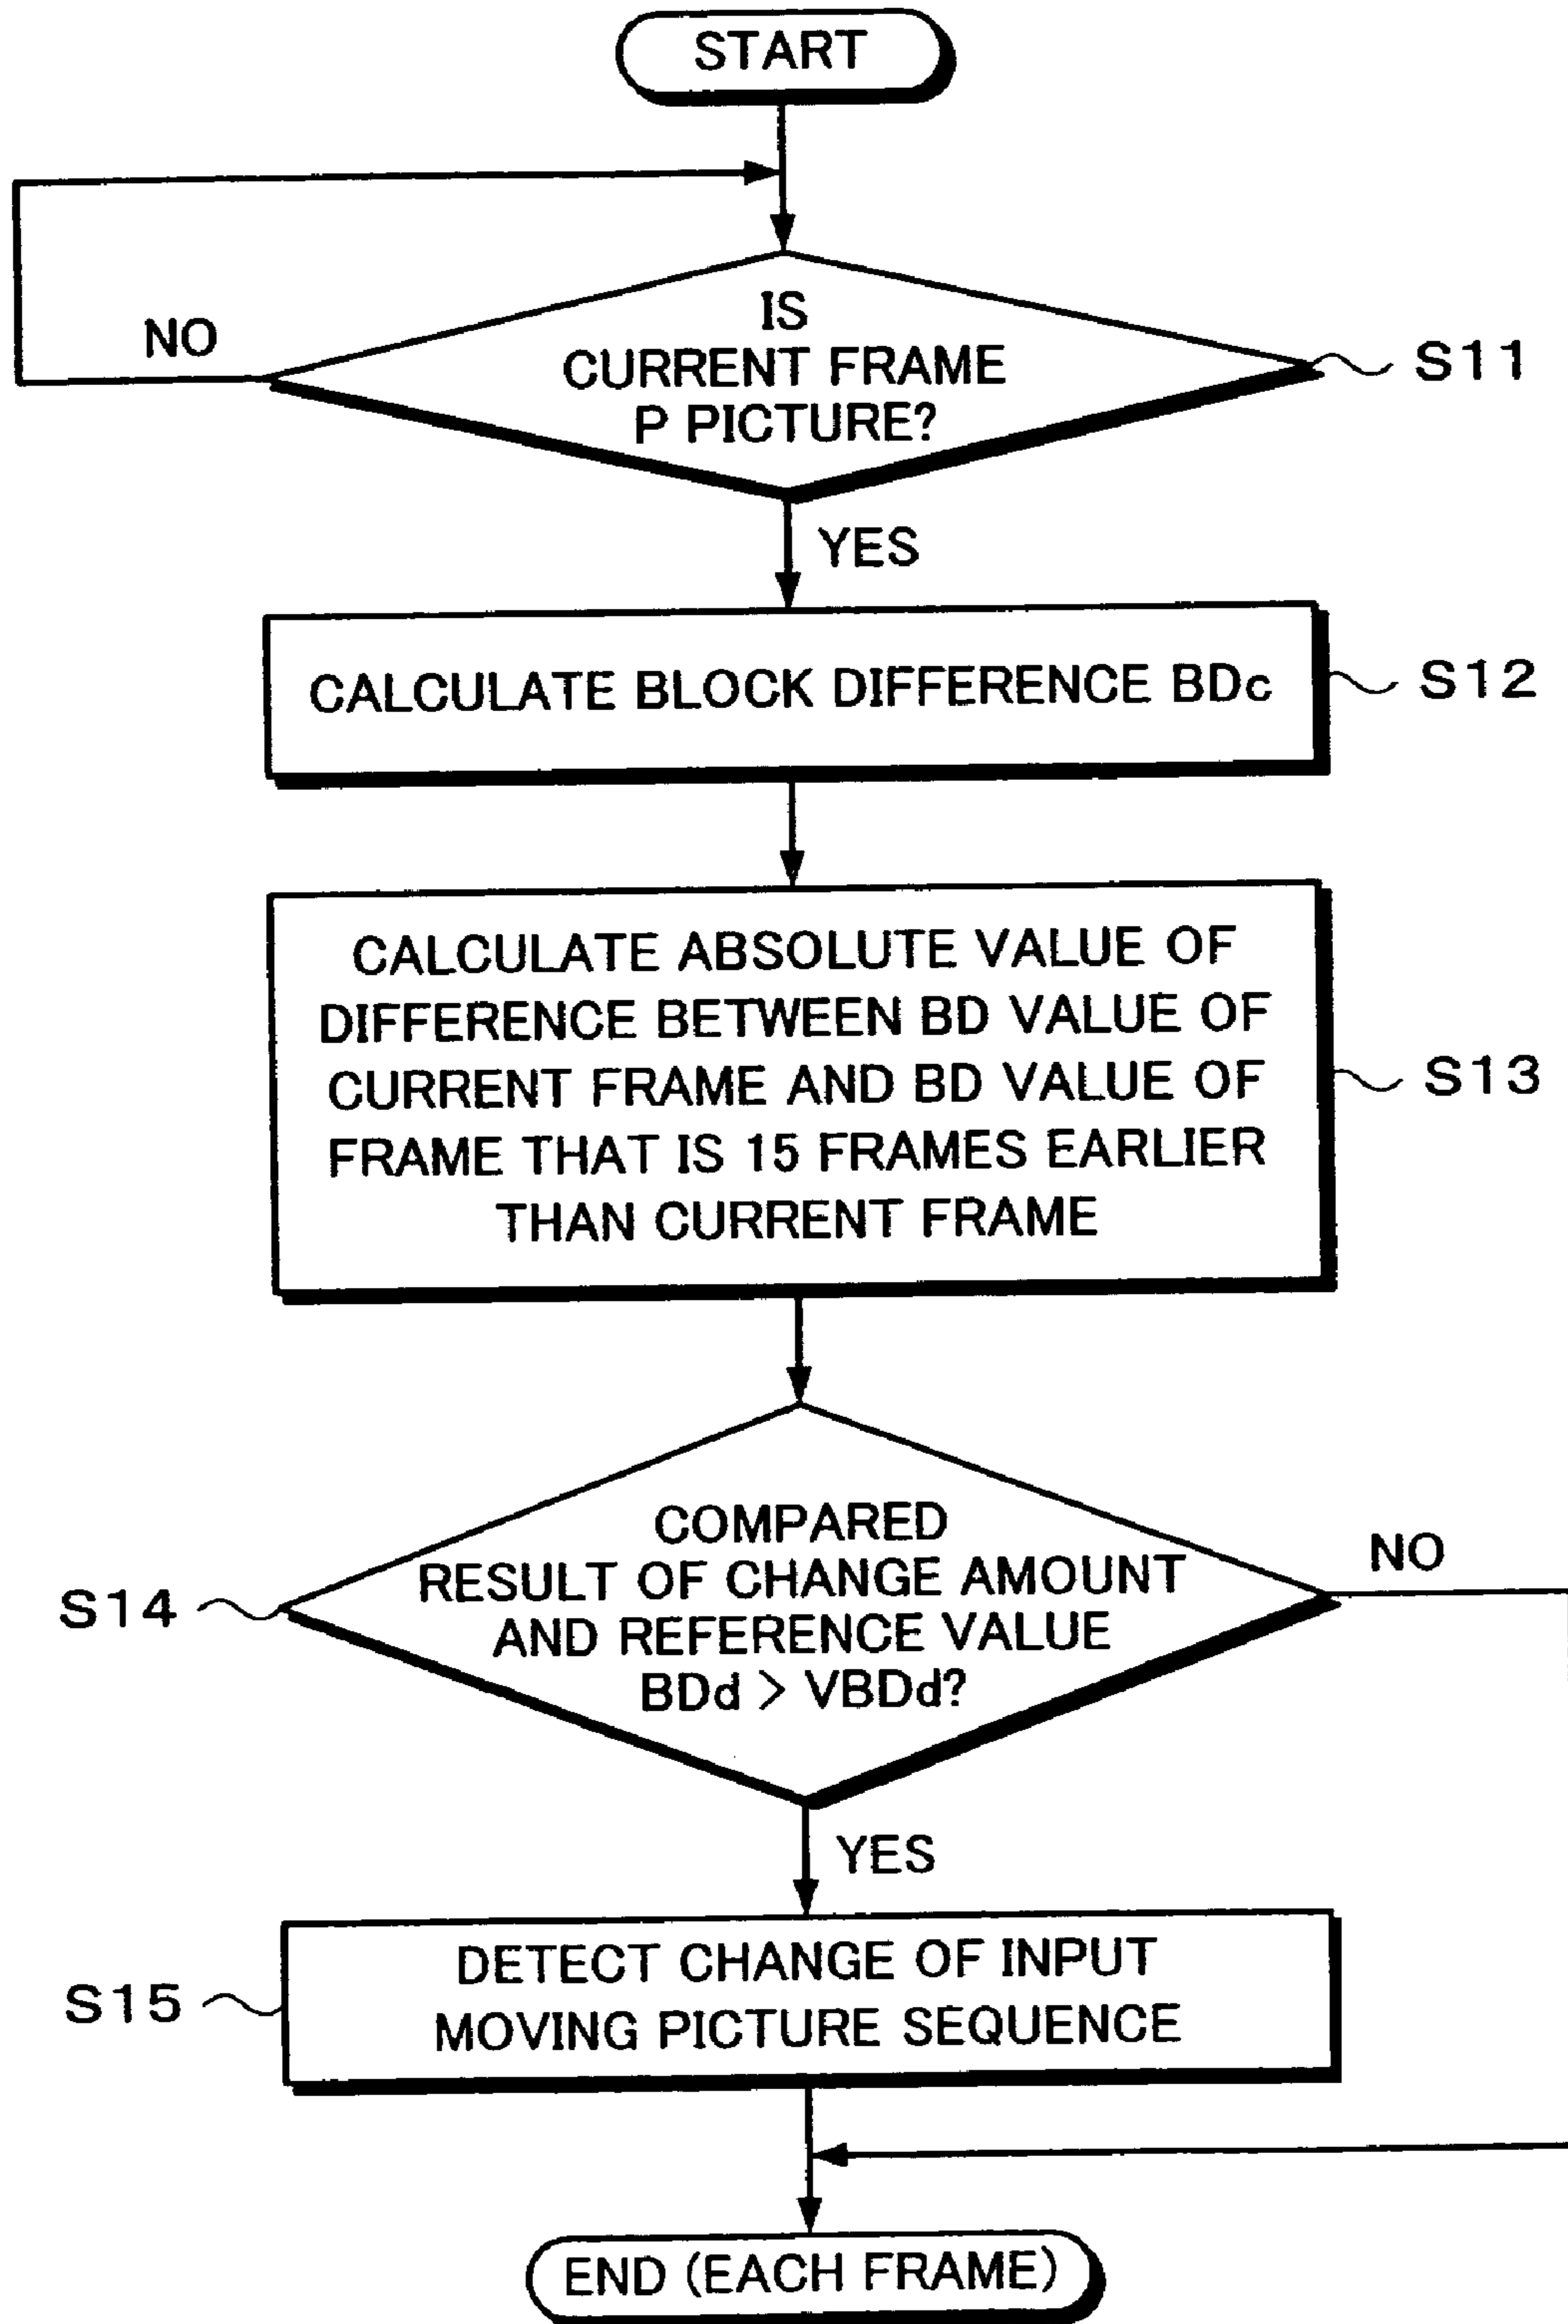 START
IS
CURRENT FRAME
P PICTURE?
NO
S11
YES
CALCULATE BLOCK DIFFERENCE BDc
S12
CALCULATE ABSOLUTE VALUE OF
DIFFERENCE BETWEEN BD VALUE OF
CURRENT FRAME AND BD VALUE OF
FRAME THAT IS 15 FRAMES EARLIER
THAN CURRENT FRAME
S13
COMPARED
RESULT OF CHANGE AMOUNT
AND REFERENCE VALUE
BDd > VBDd?
NO
S14
YES
DETECT CHANGE OF INPUT
MOVING PICTURE SEQUENCE
S15
END (EACH FRAME)